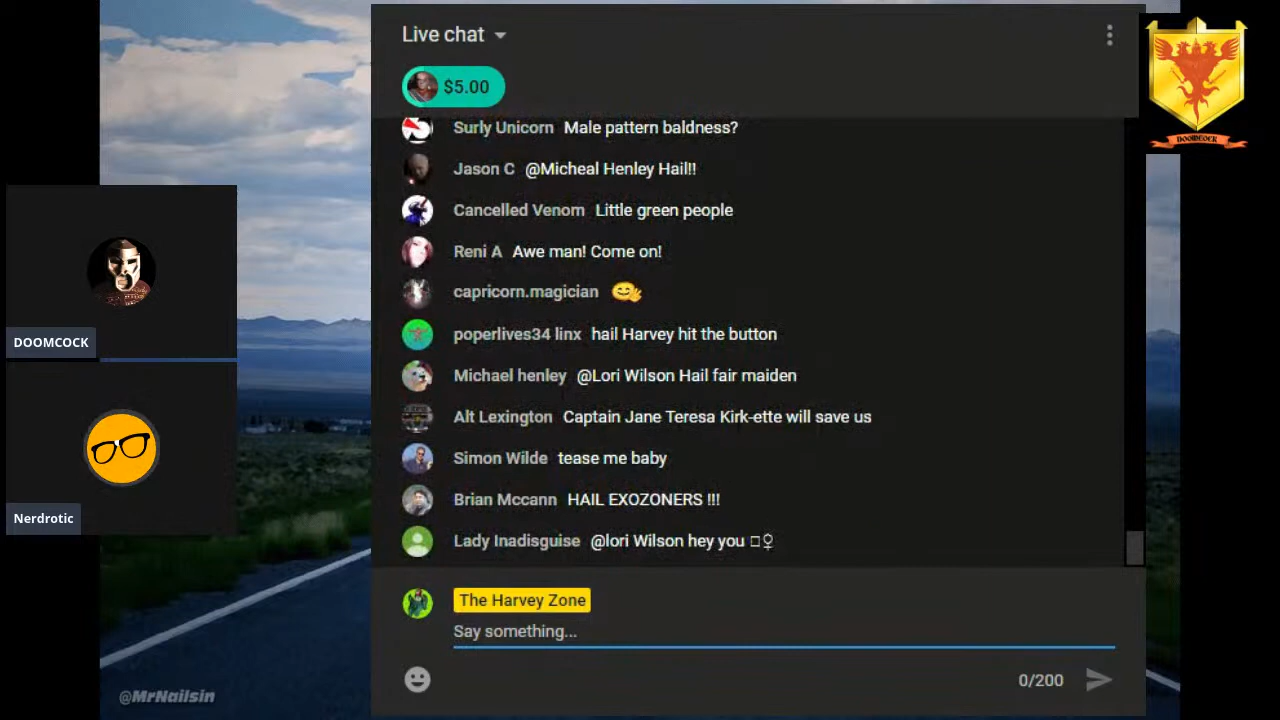 Live chat
$5.00
DOOMCOCK
Surly Unicorn Male pattern baldness?
Jason C @Micheal Henley Hail!!
Cancelled Venom Little green people
Reni A Awe man! Come on!
capricorn.magician
poperlives34 linx hail Harvey hit the button
Michael henley @Lori Wilson Hail fair maiden
Alt Lexington Captain Jane Teresa Kirk-ette will save us
Simon Wilde tease me baby
Brian Mccann HAIL EXOZONERS !!!
Lady Inadisguise @lori Wilson hey you □♀
DOOMCOCK
Nerdrotic
The Harvey Zone
Say something...
0/200
@MrNailsin